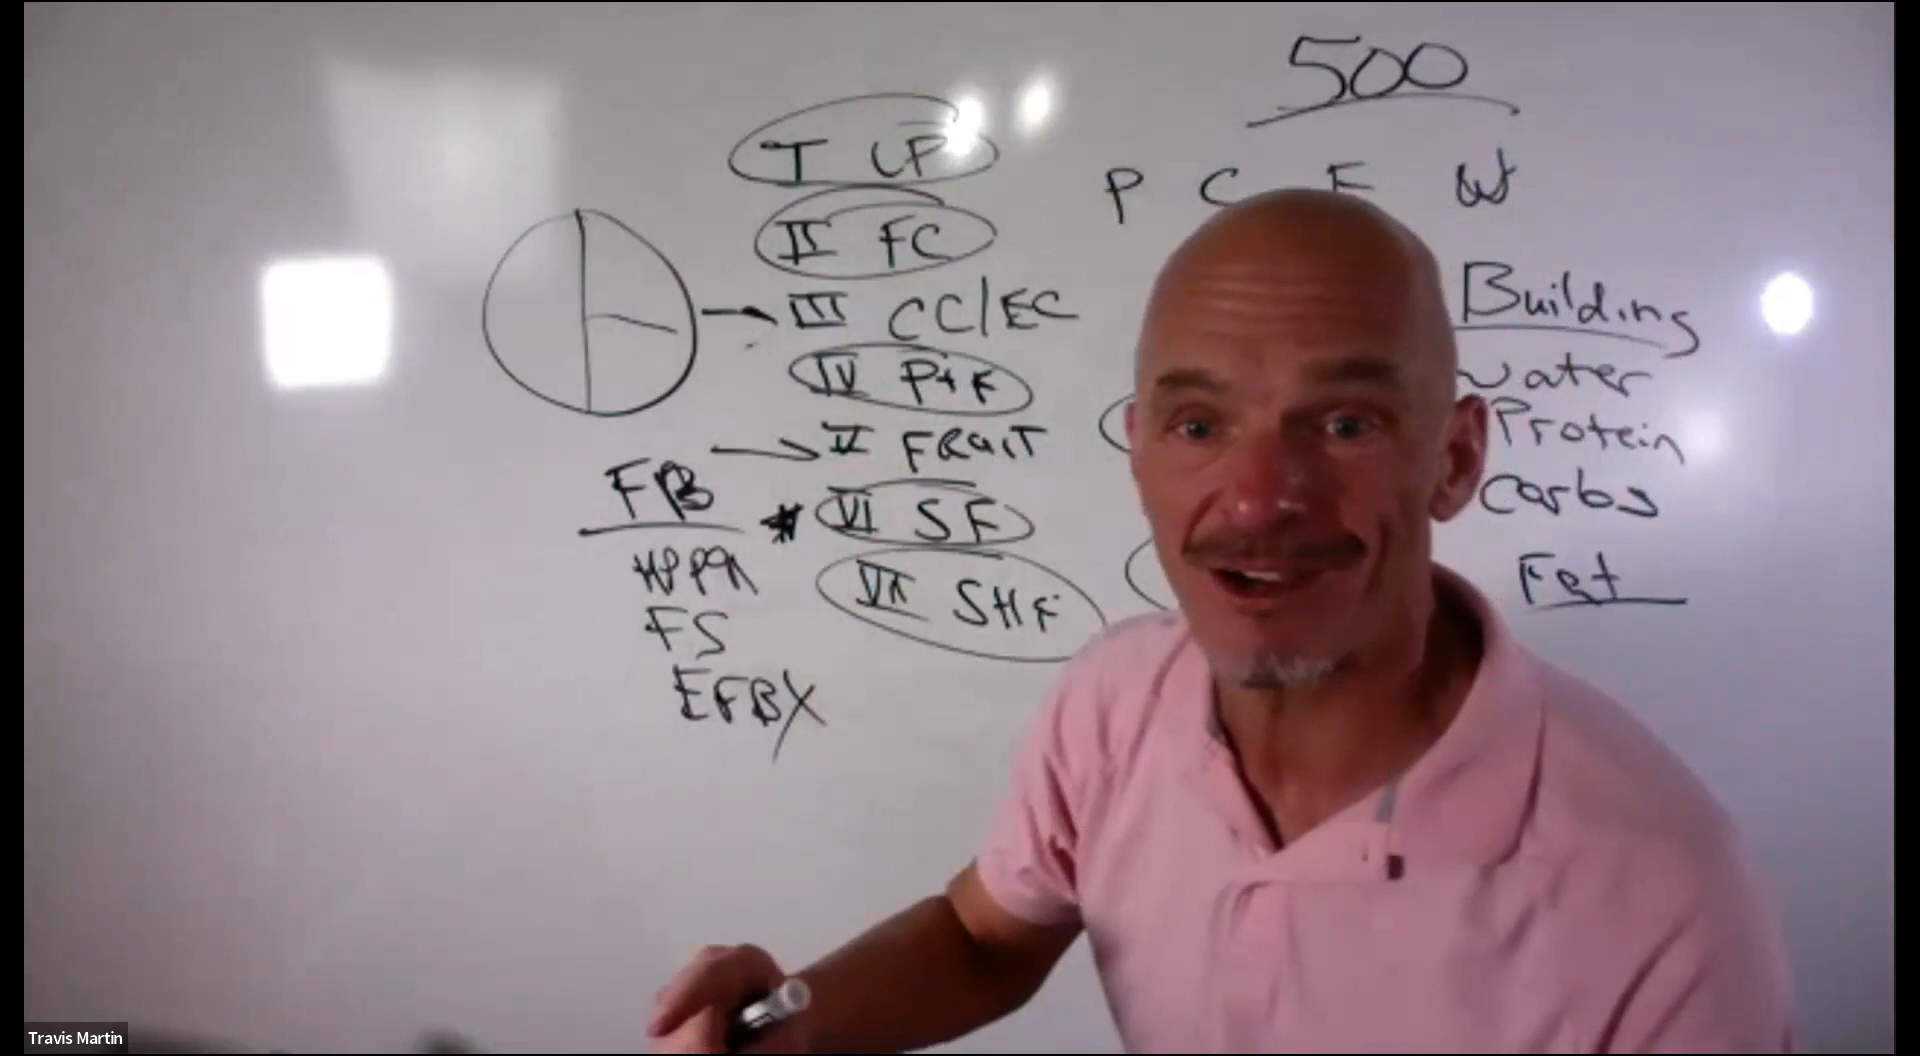 500
P C F W
I LP
II FC
III CC/EC
IV P+F
V FRUIT
VI SF
VII SHF
FB
FS
EFBX
Building
water
Protein
Carbs
Fat
Travis Martin